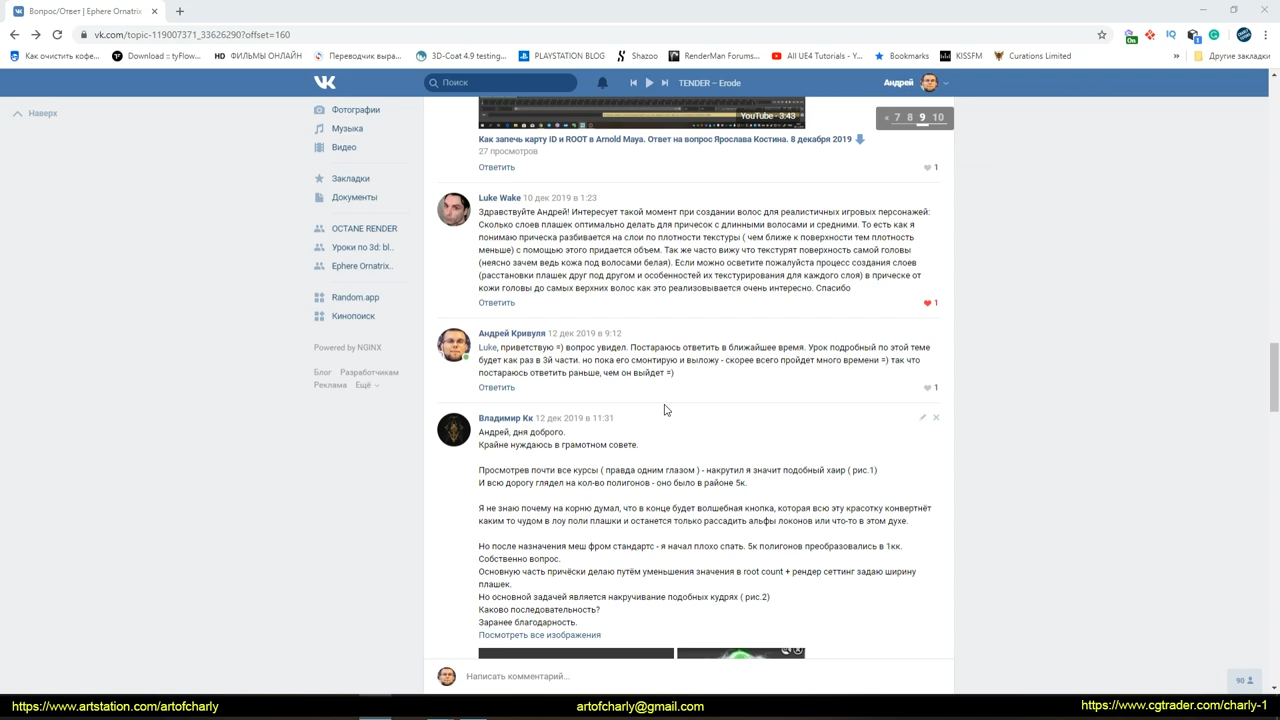 Вопрос/Ответ | Ephere Ornatrix
vk.com/topic-119007371_33626290?offset=160
Как очистить кофе...
Download :: tyFlow...
HD ФИЛЬМЫ ОНЛАЙН
Переводчик выра...
3D-Coat 4.9 testing...
PLAYSTATION BLOG
Shazoo
RenderMan Forums...
All UE4 Tutorials - Y...
Bookmarks
KISSFM
Curations Limited
»
Другие закладки
Поиск
TENDER – Erode
Андрей
Наверх
Фотографии
Музыка
Видео
Закладки
Документы
OCTANE RENDER
Уроки по 3d: bl..
Ephere Ornatrix..
Random.app
Кинопоиск
Powered by NGINX
Блог Разработчикам
Реклама Ещё
YouTube · 3:43
« 7 8 9 10
Как запечь карту ID и ROOT в Arnold Maya. Ответ на вопрос Ярослава Костина. 8 декабря 2019
27 просмотров
Ответить
1
Luke Wake 10 дек 2019 в 1:23
Здравствуйте Андрей! Интересует такой момент при создании волос для реалистичных игровых персонажей:
Сколько слоев плашек оптимально делать для причесок с длинными волосами и средними. То есть как я
понимаю прическа разбивается на слои по плотности текстуры ( чем ближе к поверхности тем плотность
меньше) с помощью этого придается объем. Так же часто вижу что текстурят поверхность самой головы
(неясно зачем ведь кожа под волосами белая). Если можно осветите пожалуйста процесс создания слоев
(расстановки плашек друг под другом и особенностей их текстурирования для каждого слоя) в прическе от
кожи головы до самых верхних волос как это реализовывается очень интересно. Спасибо
Ответить
1
Андрей Кривуля 12 дек 2019 в 9:12
Luke, приветствую =) вопрос увидел. Постараюсь ответить в ближайшее время. Урок подробный по этой теме
будет как раз в 3й части. но пока его смонтирую и выложу - скорее всего пройдет много времени =) так что
постараюсь ответить раньше, чем он выйдет =)
Ответить
1
Владимир Кк 12 дек 2019 в 11:31
Андрей, дня доброго.
Крайне нуждаюсь в грамотном совете.
Просмотрев почти все курсы ( правда одним глазом ) - накрутил я значит подобный хаир ( рис.1)
И всю дорогу глядел на кол-во полигонов - оно было в районе 5к.
Я не знаю почему на корню думал, что в конце будет волшебная кнопка, которая всю эту красотку конвертнёт
каким то чудом в лоу поли плашки и останется только рассадить альфы локонов или что-то в этом духе.
Но после назначения меш фром стандартс - я начал плохо спать. 5к полигонов преобразовались в 1кк.
Собственно вопрос.
Основную часть причёски делаю путём уменьшения значения в root count + рендер сеттинг задаю ширину
плашек.
Но основной задачей является накручивание подобных кудрях ( рис.2)
Каково последовательность?
Заранее благодарность.
Посмотреть все изображения
Написать комментарий...
90
https://www.artstation.com/artofcharly
artofcharly@gmail.com
https://www.cgtrader.com/charly-1